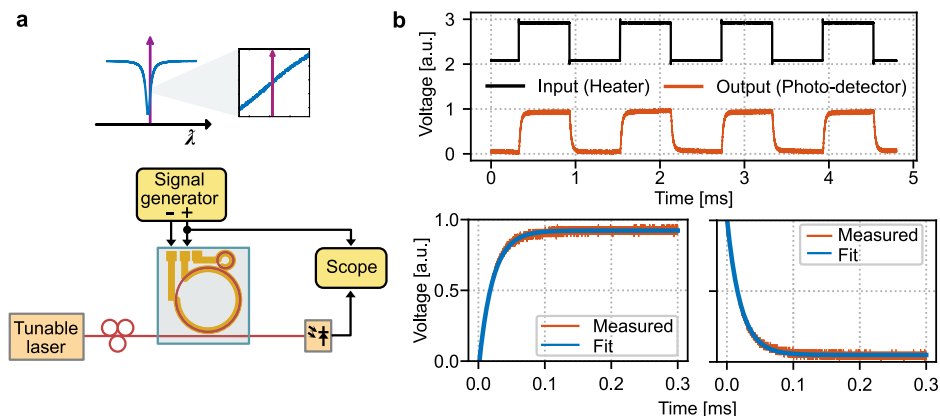 a
λ̃
Signal
generator
- +
Scope
Tunable
laser
b
Voltage [a.u.]
3
2
1
0
Input (Heater)
Output (Photo-detector)
0 1 2 3 4 5
Time [ms]
Voltage [a.u.]
1.0
0.5
0.0
Measured
Fit
0.0 0.1 0.2 0.3
Measured
Fit
0.0 0.1 0.2 0.3
Time [ms]